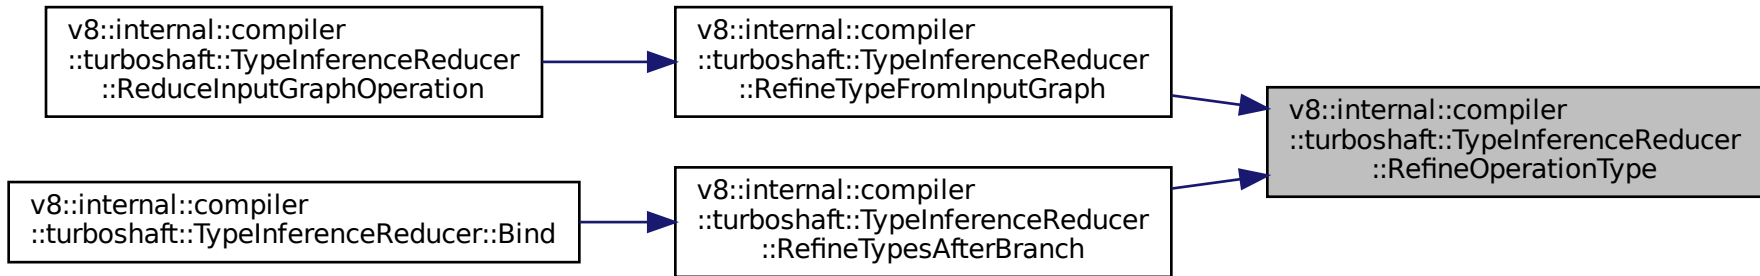 v8::internal::compiler
::turboshaft::TypeInferenceReducer
::ReduceInputGraphOperation
v8::internal::compiler
::turboshaft::TypeInferenceReducer
::RefineTypeFromInputGraph
v8::internal::compiler
::turboshaft::TypeInferenceReducer
::RefineOperationType
v8::internal::compiler
::turboshaft::TypeInferenceReducer::Bind
v8::internal::compiler
::turboshaft::TypeInferenceReducer
::RefineTypesAfterBranch